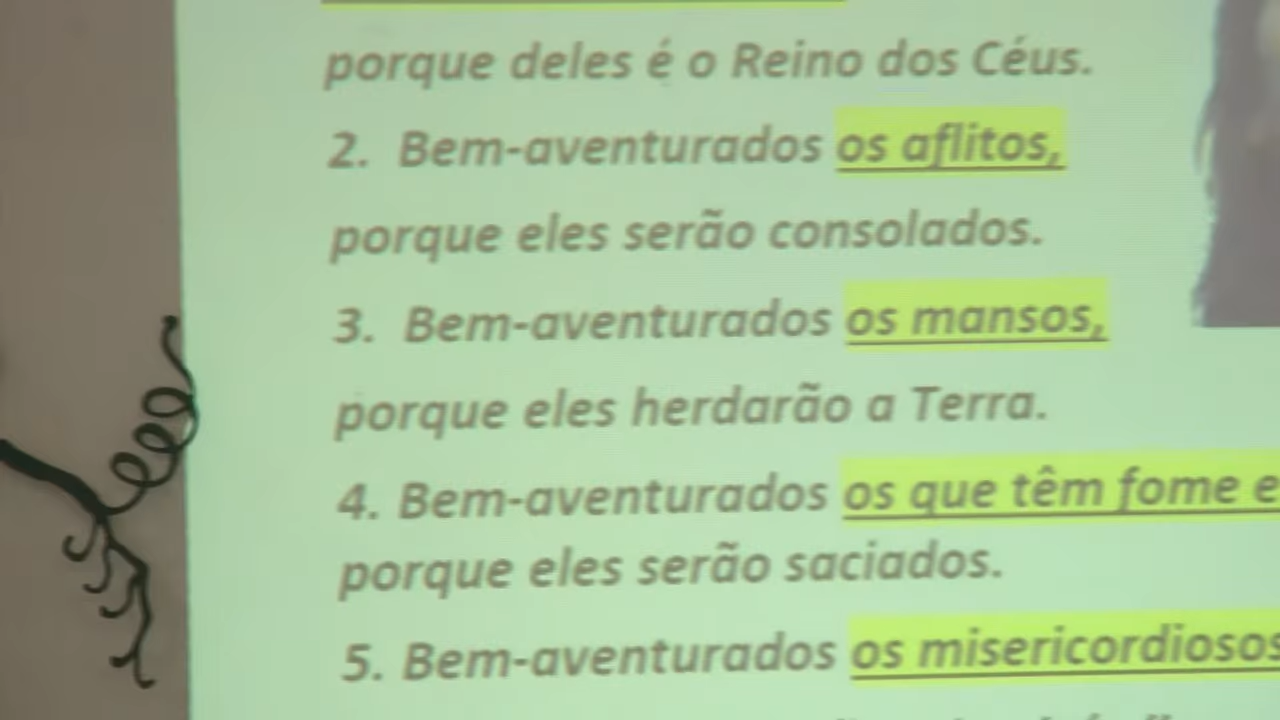 porque deles é o Reino dos Céus.
2. Bem-aventurados os aflitos,
porque eles serão consolados.
3. Bem-aventurados os mansos,
porque eles herdarão a Terra.
4. Bem-aventurados os que têm fome e
porque eles serão saciados.
5. Bem-aventurados os misericordiosos